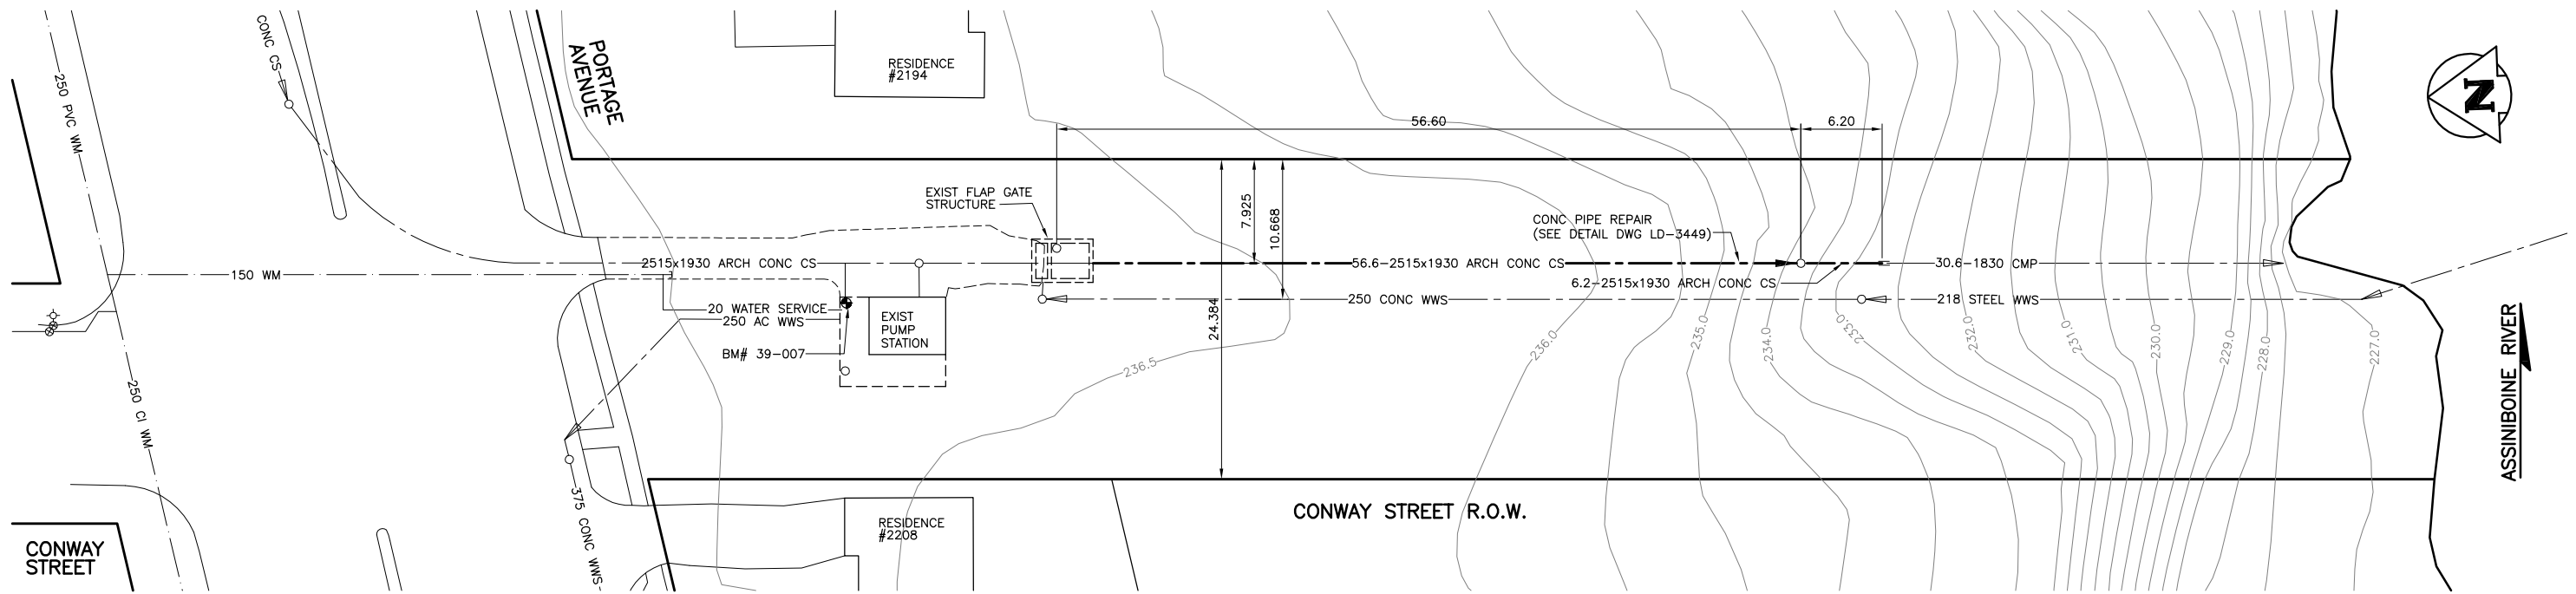 CONC CS
250 PVC WM
PORTAGE
AVENUE
RESIDENCE
#2194
N
56.60
6.20
EXIST FLAP GATE
STRUCTURE
7.925
10.668
24.384
CONC PIPE REPAIR
(SEE DETAIL DWG LD-3449)
150 WM
2515x1930 ARCH CONC CS
56.6-2515x1930 ARCH CONC CS
30.6-1830 CMP
6.2-2515x1930 ARCH CONC CS
250 CONC WWS
218 STEEL WWS
20 WATER SERVICE
250 AC WWS
EXIST
PUMP
STATION
BM# 39-007
236.5
236.0
235.0
234.0
233.0
232.0
231.0
230.0
229.0
228.0
227.0
ASSINIBOINE RIVER
250 CI WM
375 CONC WWS
CONWAY STREET R.O.W.
RESIDENCE
#2208
CONWAY
STREET